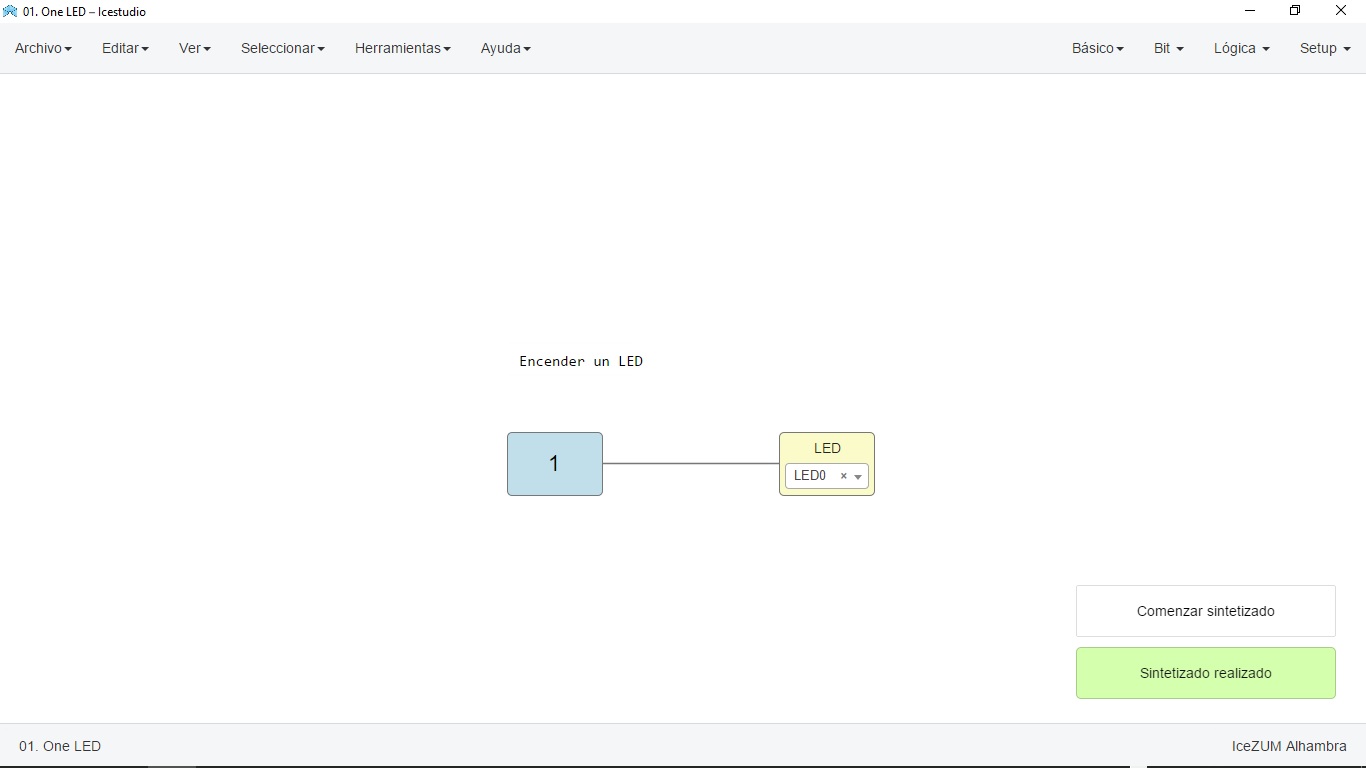 01. One LED – Icestudio
Archivo Editar Ver Seleccionar Herramientas Ayuda Básico Bit Lógica Setup
Encender un LED
1
LED
LED0 ×
Comenzar sintetizado
Sintetizado realizado
01. One LED IceZUM Alhambra